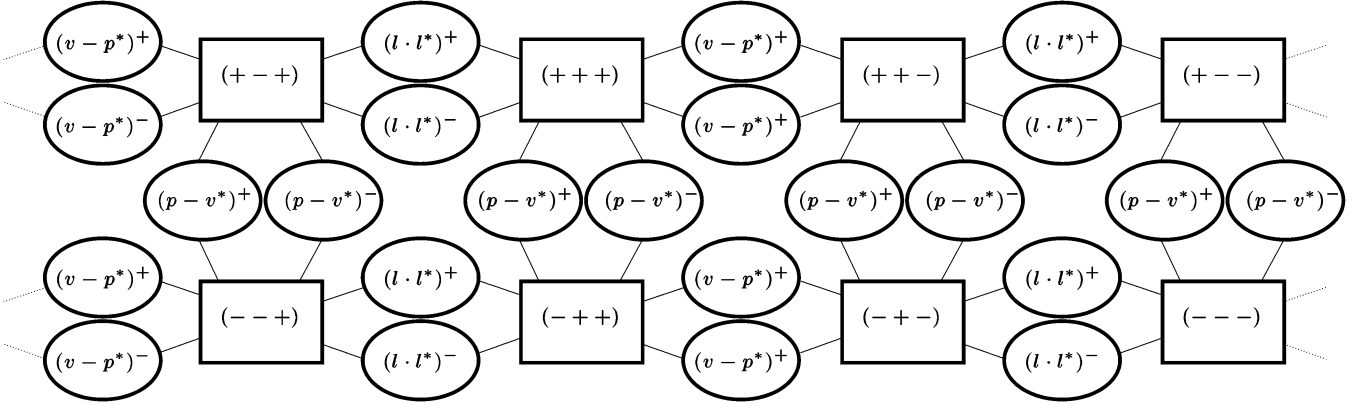 (v − p*)⁺ (l · l*)⁺ (v − p*)⁺ (l · l*)⁺
(+ − +) (+ + +) (+ + −) (+ − −)
(v − p*)⁻ (l · l*)⁻ (v − p*)⁺ (l · l*)⁻
(p − v*)⁺ (p − v*)⁻ (p − v*)⁺ (p − v*)⁻ (p − v*)⁺ (p − v*)⁻ (p − v*)⁺ (p − v*)⁻
(v − p*)⁺ (l · l*)⁺ (v − p*)⁺ (l · l*)⁺
(− − +) (− + +) (− + −) (− − −)
(v − p*)⁻ (l · l*)⁻ (v − p*)⁺ (l · l*)⁻